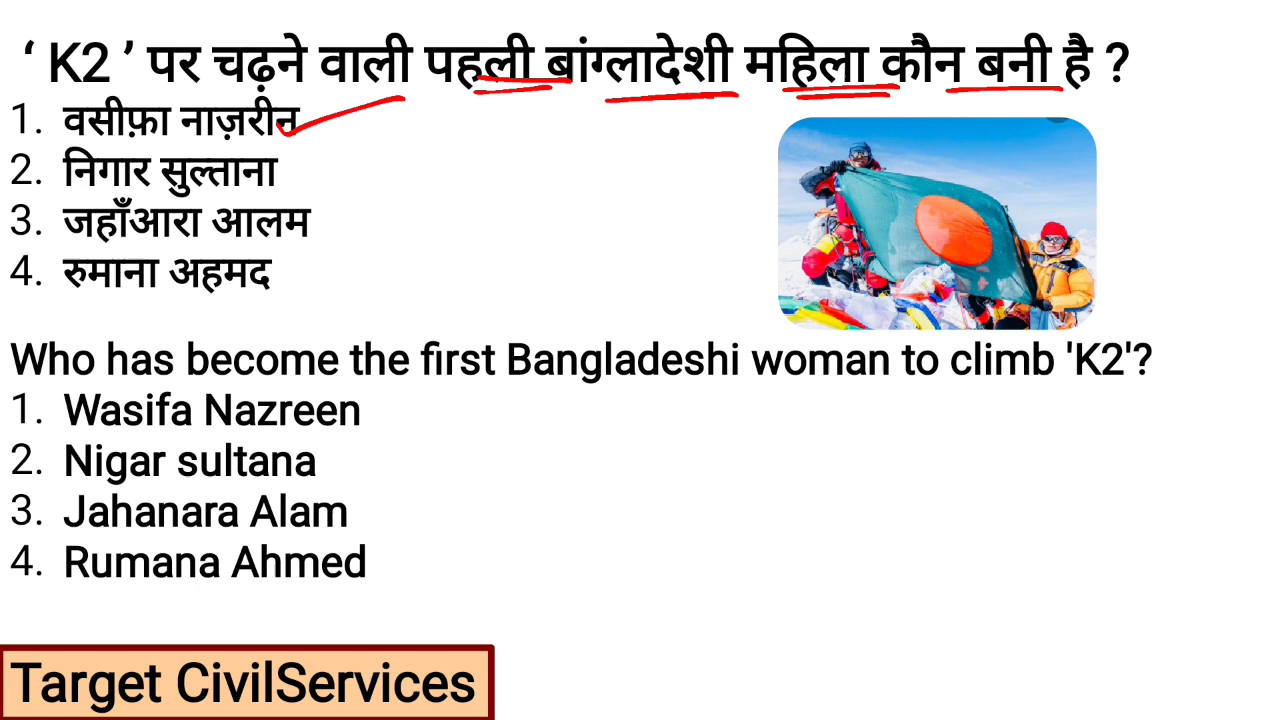 ‘ K2 ’ पर चढ़ने वाली पहली बांग्लादेशी महिला कौन बनी है ?
1. वसीफ़ा नाज़रीन
2. निगार सुल्ताना
3. जहाँआरा आलम
4. रुमाना अहमद
Who has become the first Bangladeshi woman to climb 'K2'?
1. Wasifa Nazreen
2. Nigar sultana
3. Jahanara Alam
4. Rumana Ahmed
Target CivilServices